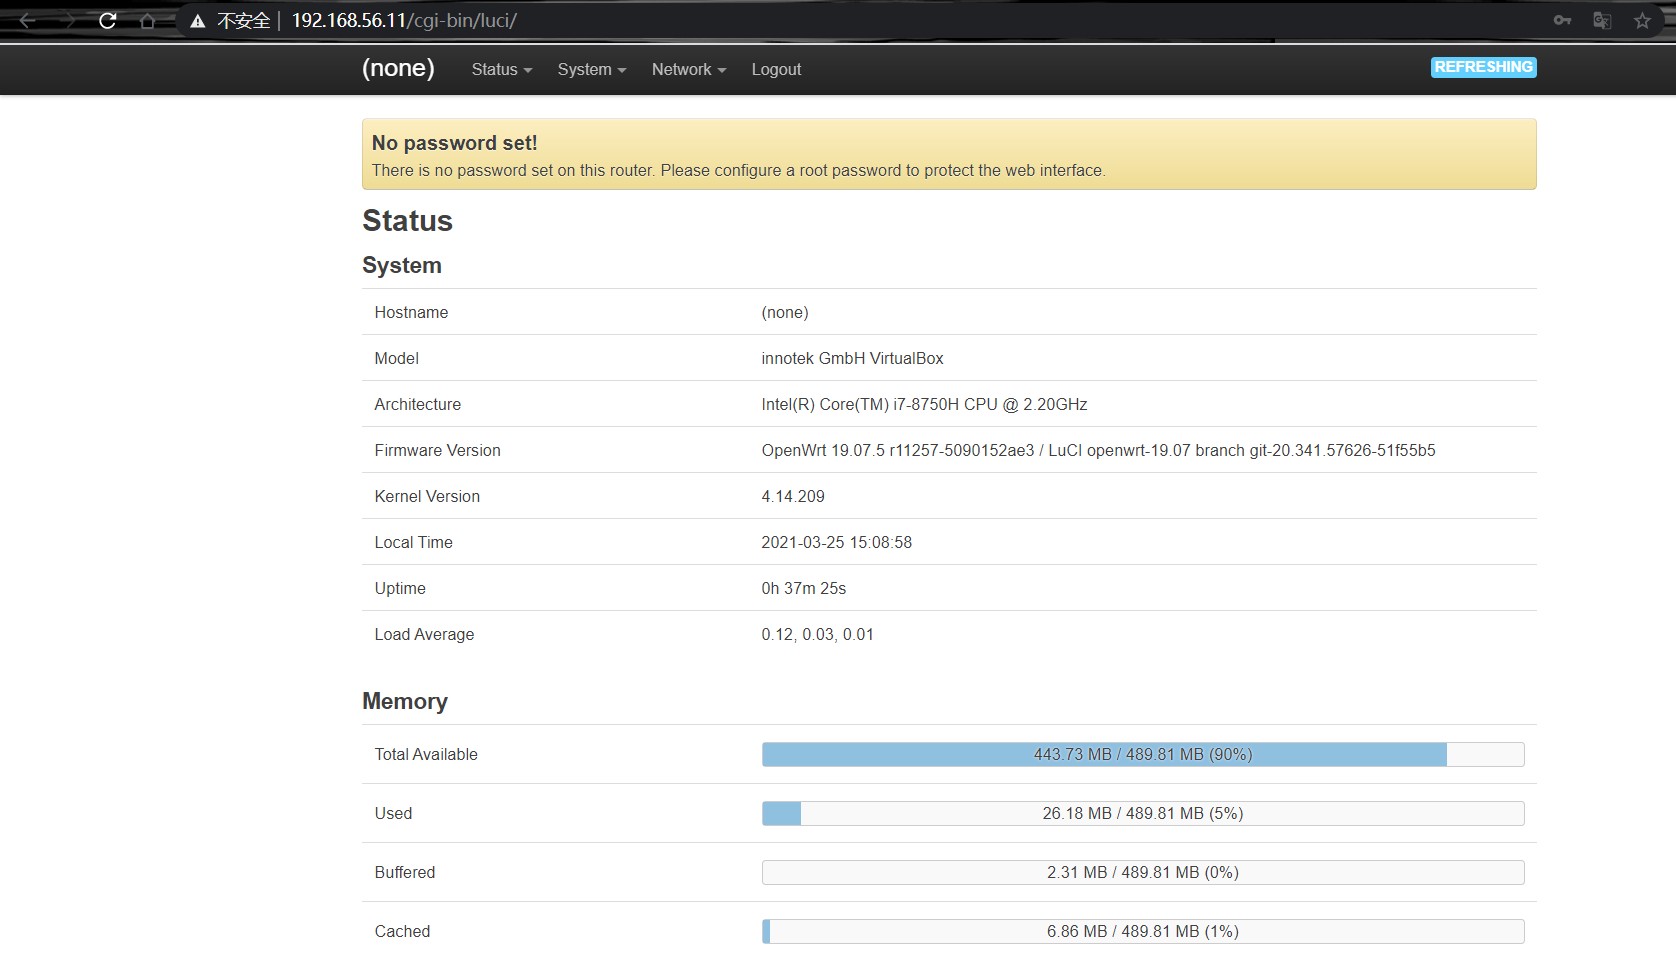 不安全 | 192.168.56.11/cgi-bin/luci/
(none) Status System Network Logout REFRESHING
No password set!
There is no password set on this router. Please configure a root password to protect the web interface.
Status
System
Hostname (none)
Model innotek GmbH VirtualBox
Architecture Intel(R) Core(TM) i7-8750H CPU @ 2.20GHz
Firmware Version OpenWrt 19.07.5 r11257-5090152ae3 / LuCI openwrt-19.07 branch git-20.341.57626-51f55b5
Kernel Version 4.14.209
Local Time 2021-03-25 15:08:58
Uptime 0h 37m 25s
Load Average 0.12, 0.03, 0.01
Memory
Total Available 443.73 MB / 489.81 MB (90%)
Used 26.18 MB / 489.81 MB (5%)
Buffered 2.31 MB / 489.81 MB (0%)
Cached 6.86 MB / 489.81 MB (1%)